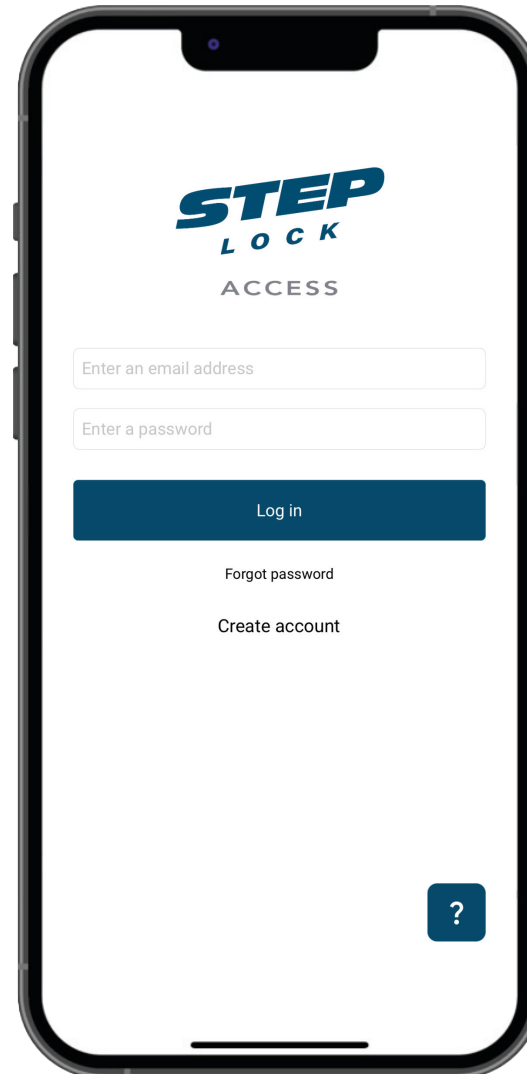 STEP
LOCK
ACCESS
Enter an email address
Enter a password
Log in
Forgot password
Create account
?